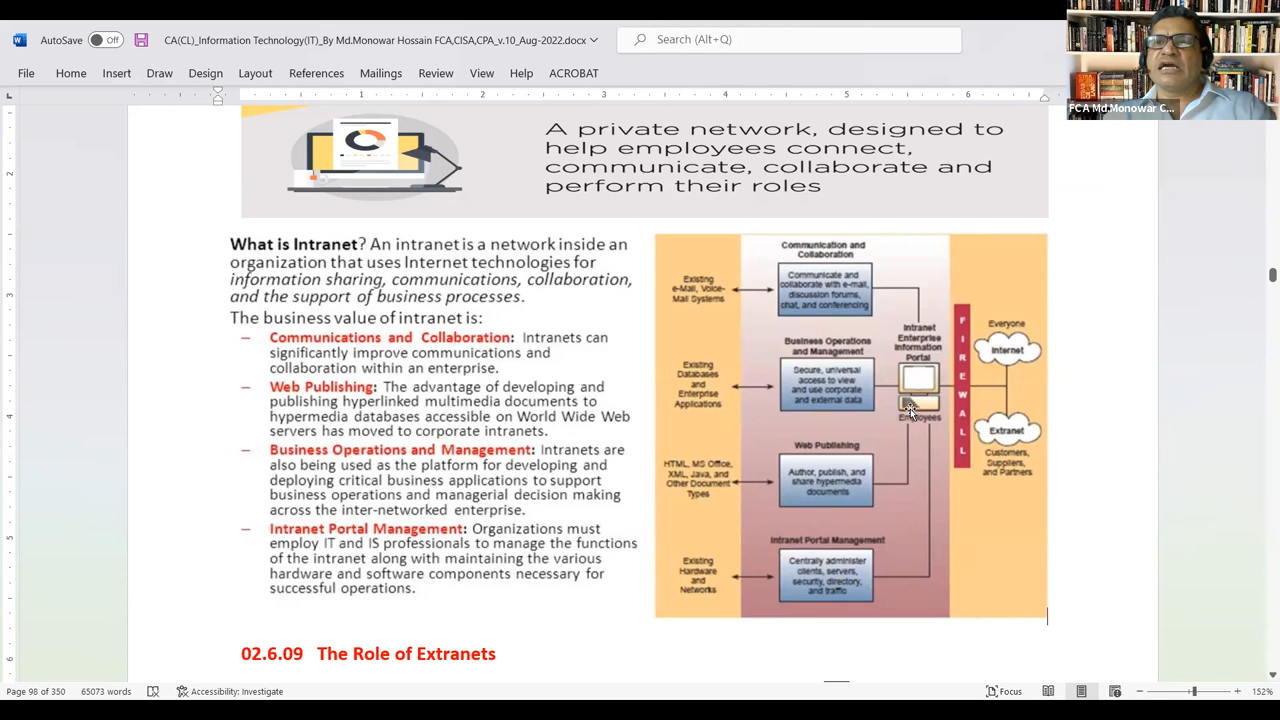 AutoSave Off CA(CL)_Information Technology(IT)_By Md.Monowar Hossain FCA,CISA,CPA_v.10_Aug-2022.docx Search (Alt+Q)
File Home Insert Draw Design Layout References Mailings Review View Help ACROBAT
FCA Md.Monowar C...
1 2 3 4 5 6
A private network, designed to
help employees connect,
communicate, collaborate and
perform their roles
What is Intranet? An intranet is a network inside an
organization that uses Internet technologies for
information sharing, communications, collaboration,
and the support of business processes.
The business value of intranet is:
– Communications and Collaboration: Intranets can
significantly improve communications and
collaboration within an enterprise.
– Web Publishing: The advantage of developing and
publishing hyperlinked multimedia documents to
hypermedia databases accessible on World Wide Web
servers has moved to corporate intranets.
– Business Operations and Management: Intranets are
also being used as the platform for developing and
deploying critical business applications to support
business operations and managerial decision making
across the inter-networked enterprise.
– Intranet Portal Management: Organizations must
employ IT and IS professionals to manage the functions
of the intranet along with maintaining the various
hardware and software components necessary for
successful operations.
Communication and
Collaboration
Existing
e-Mail, Voice-
Mail Systems
Communicate and
collaborate with e-mail,
discussion forums,
chat, and conferencing
Business Operations
and Management
Existing
Databases
and
Enterprise
Applications
Secure, universal
access to view
and use corporate
and external data
Web Publishing
HTML, MS Office,
XML, Java, and
Other Document
Types
Author, publish, and
share hypermedia
documents
Intranet Portal Management
Existing
Hardware
and
Networks
Centrally administer
clients, servers,
security, directory,
and traffic
Intranet
Enterprise
Information
Portal
Employees
FIREWALL
Everyone
Internet
Extranet
Customers,
Suppliers,
and Partners
02.6.09 The Role of Extranets
2
3
4
5
6
Page 98 of 350 65073 words Accessibility: Investigate Focus 152%